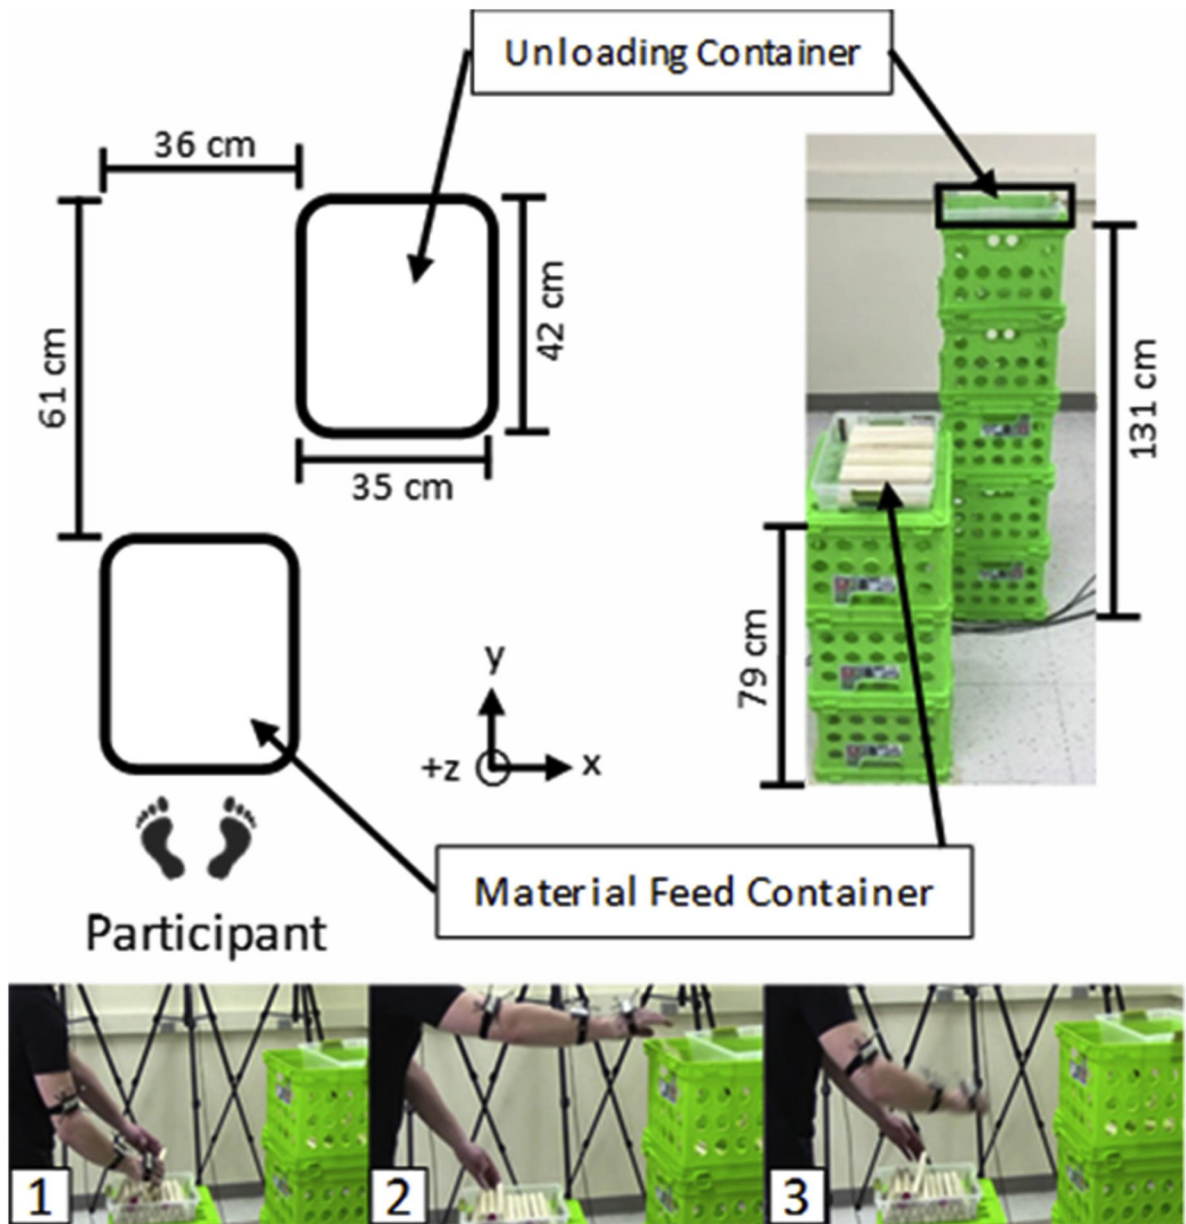 Unloading Container
36 cm
61 cm
42 cm
35 cm
131 cm
79 cm
y
+z
x
Material Feed Container
Participant
1
2
3